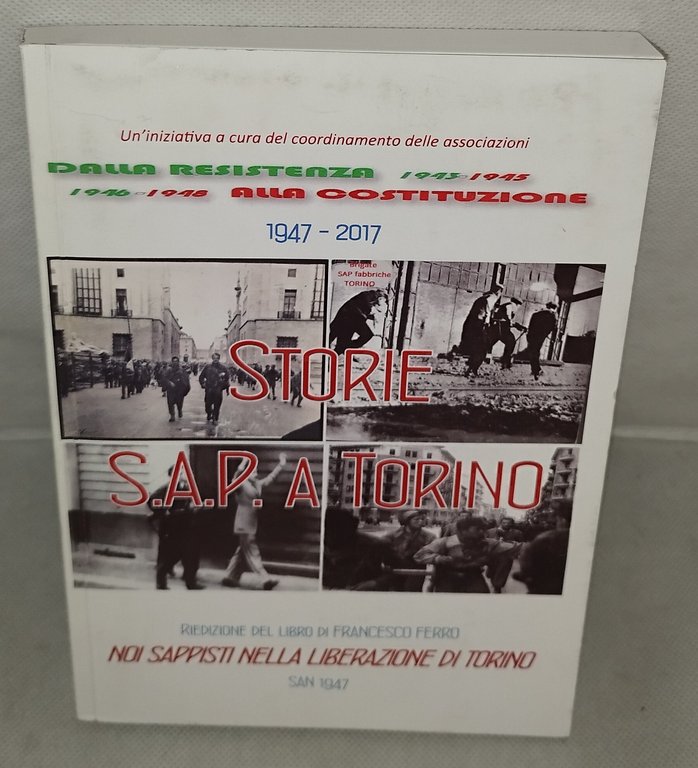 Un'iniziativa a cura del coordinamento delle associazioni
DALLA RESISTENZA 1943-1945
1946-1948 ALLA COSTITUZIONE
1947 - 2017
Brigate
SAP fabbriche
TORINO
STORIE
S.A.P. A TORINO
RIEDIZIONE DEL LIBRO DI FRANCESCO FERRO
NOI SAPPISTI NELLA LIBERAZIONE DI TORINO
SAN 1947